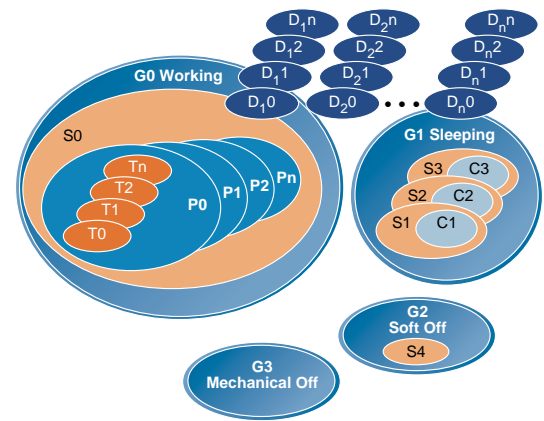 D₁n D₂n Dₙn
D₁2 D₂2 Dₙ2
G0 Working D₁1 D₂1 Dₙ1
D₁0 D₂0 ••• Dₙ0
S0
G1 Sleeping
Tn
T2
T1
T0
P0 P1 P2 Pn
S3 C3
S2 C2
S1 C1
G2
Soft Off
S4
G3
Mechanical Off